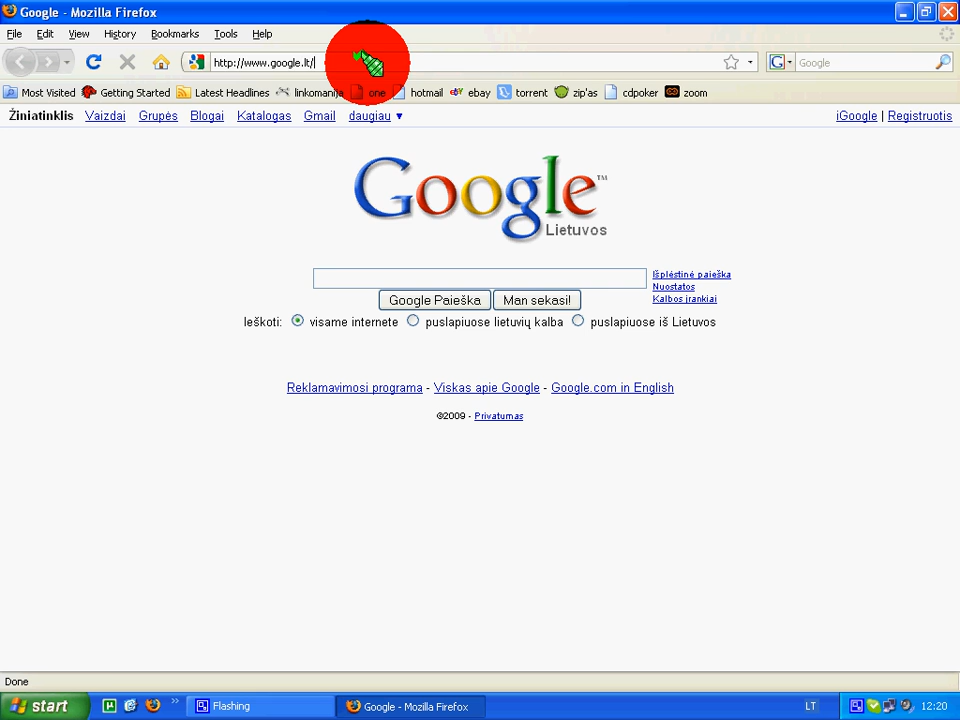 Google - Mozilla Firefox
File Edit View History Bookmarks Tools Help
http://www.google.lt/ Google
Most Visited Getting Started Latest Headlines linkomanija one hotmail ebay torrent zip'as cdpoker zoom
Žiniatinklis Vaizdai Grupės Blogai Katalogas Gmail daugiau ▼ iGoogle | Registruotis
Google™
Lietuvos
Išplėstinė paieška
Nuostatos
Kalbos įrankiai
Google Paieška Man sekasi!
Ieškoti: visame internete puslapiuose lietuvių kalba puslapiuose iš Lietuvos
Reklamavimosi programa - Viskas apie Google - Google.com in English
©2009 - Privatumas
Done
start Flashing Google - Mozilla Firefox LT 12:20